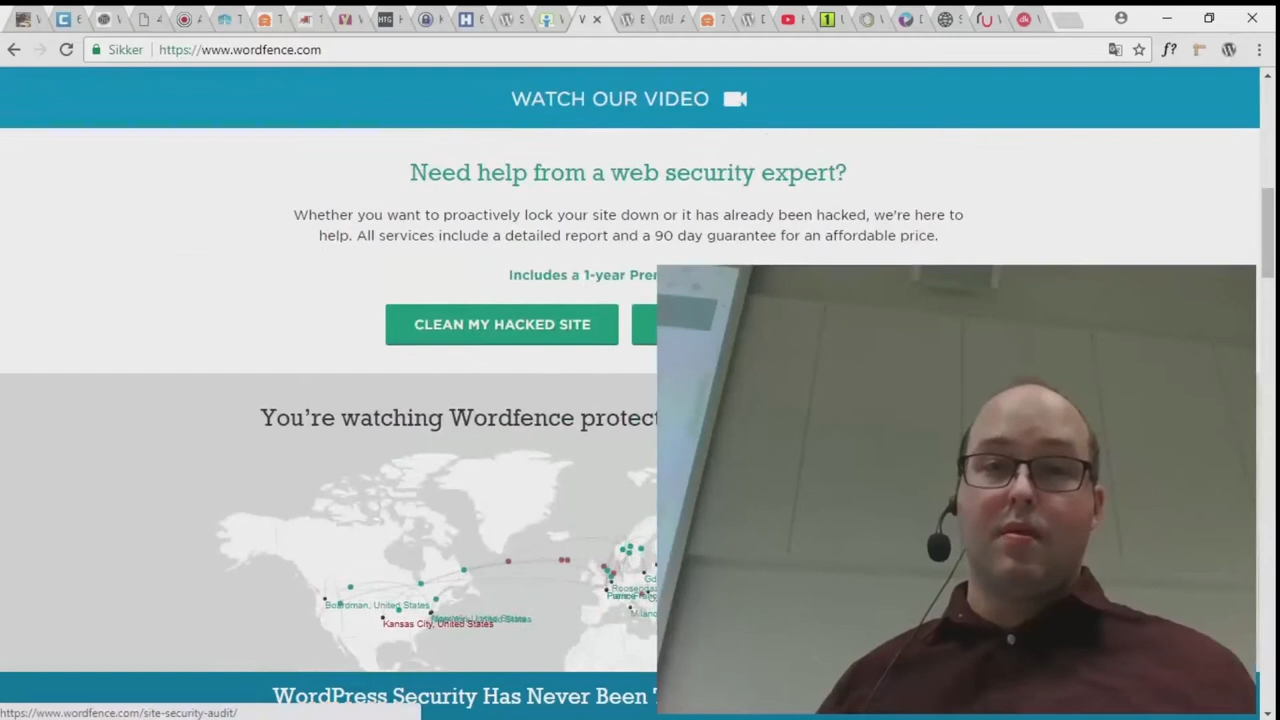 Sikker https://www.wordfence.com
WATCH OUR VIDEO
Need help from a web security expert?
Whether you want to proactively lock your site down or it has already been hacked, we're here to
help. All services include a detailed report and a 90 day guarantee for an affordable price.
Includes a 1-year
CLEAN MY HACKED SITE
You're watching Wordfence
Boardman, United States
Kansas City, United States
WordPress Security Has Never Been
https://www.wordfence.com/site-security-audit/